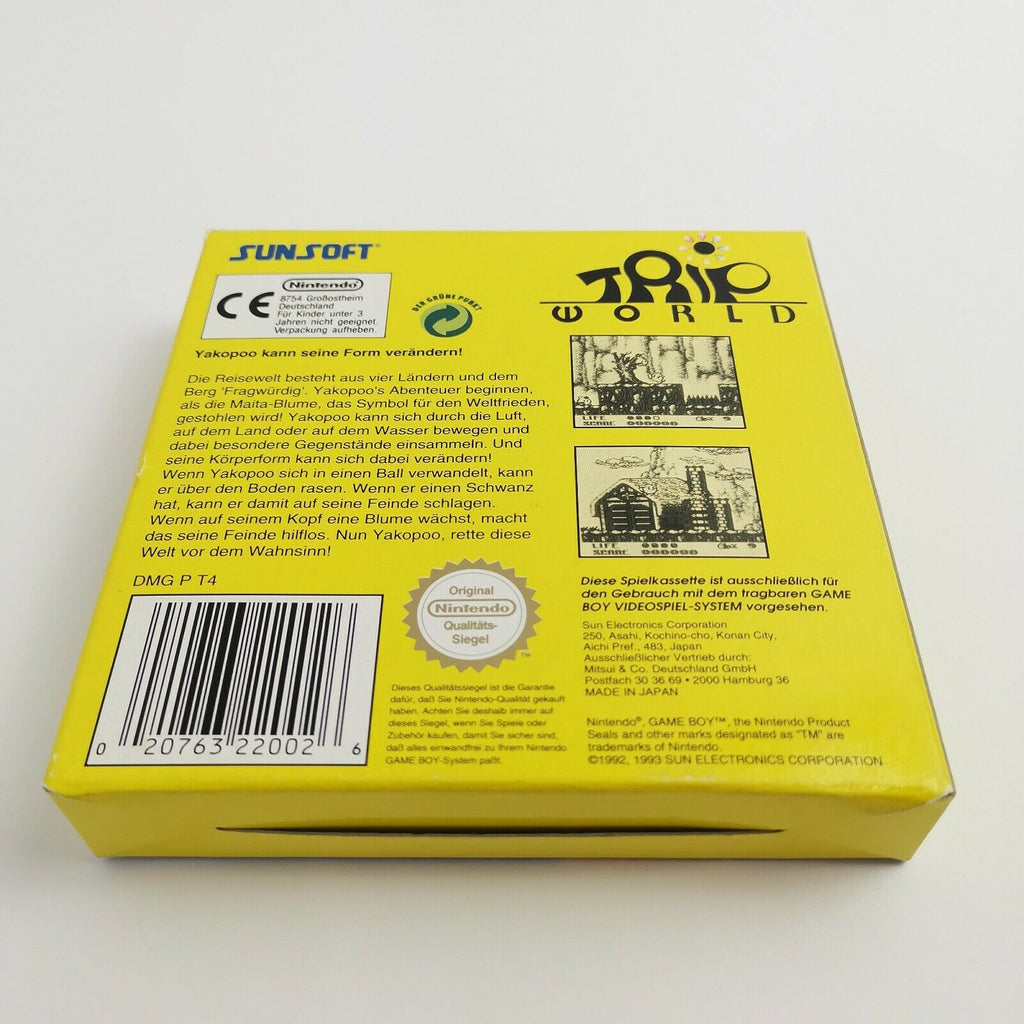 SUNSOFT
TRIP
WORLD
CE
Nintendo
8754 Großostheim
Deutschland
Für Kinder unter 3
Jahren nicht geeignet.
Verpackung aufheben.
DER GRÜNE PUNKT
Yakopoo kann seine Form verändern!
Die Reisewelt besteht aus vier Ländern und dem
Berg 'Fragwürdig'. Yakopoo's Abenteuer beginnen,
als die Maita-Blume, das Symbol für den Weltfrieden,
gestohlen wird! Yakopoo kann sich durch die Luft,
auf dem Land oder auf dem Wasser bewegen und
dabei besondere Gegenstände einsammeln. Und
seine Körperform kann sich dabei verändern!
Wenn Yakopoo sich in einen Ball verwandelt, kann
er über den Boden rasen. Wenn er einen Schwanz
hat, kann er damit auf seine Feinde schlagen.
Wenn auf seinem Kopf eine Blume wächst, macht
das seine Feinde hilflos. Nun Yakopoo, rette diese
Welt vor dem Wahnsinn!
LIFE
SCORE 000000
LIFE
SCORE 000000
DMG P T4
0 20763 22002 6
Original
Nintendo
Qualitäts-
Siegel
TM
Dieses Qualitätssiegel ist die Garantie
dafür, daß Sie Nintendo-Qualität gekauft
haben. Achten Sie deshalb immer auf
dieses Siegel, wenn Sie Spiele oder
Zubehör kaufen, damit Sie sicher sind,
daß alles einwandfrei zu Ihrem Nintendo
GAME BOY-System paßt.
Diese Spielkassette ist ausschließlich für
den Gebrauch mit dem tragbaren GAME
BOY VIDEOSPIEL-SYSTEM vorgesehen.
Sun Electronics Corporation
250, Asahi, Kochino-cho, Konan City,
Aichi Pref., 483, Japan
Ausschließlicher Vertrieb durch:
Mitsui & Co. Deutschland GmbH
Postfach 30 36 69 • 2000 Hamburg 36
MADE IN JAPAN
Nintendo®, GAME BOY™, the Nintendo Product
Seals and other marks designated as "TM" are
trademarks of Nintendo.
©1992, 1993 SUN ELECTRONICS CORPORATION